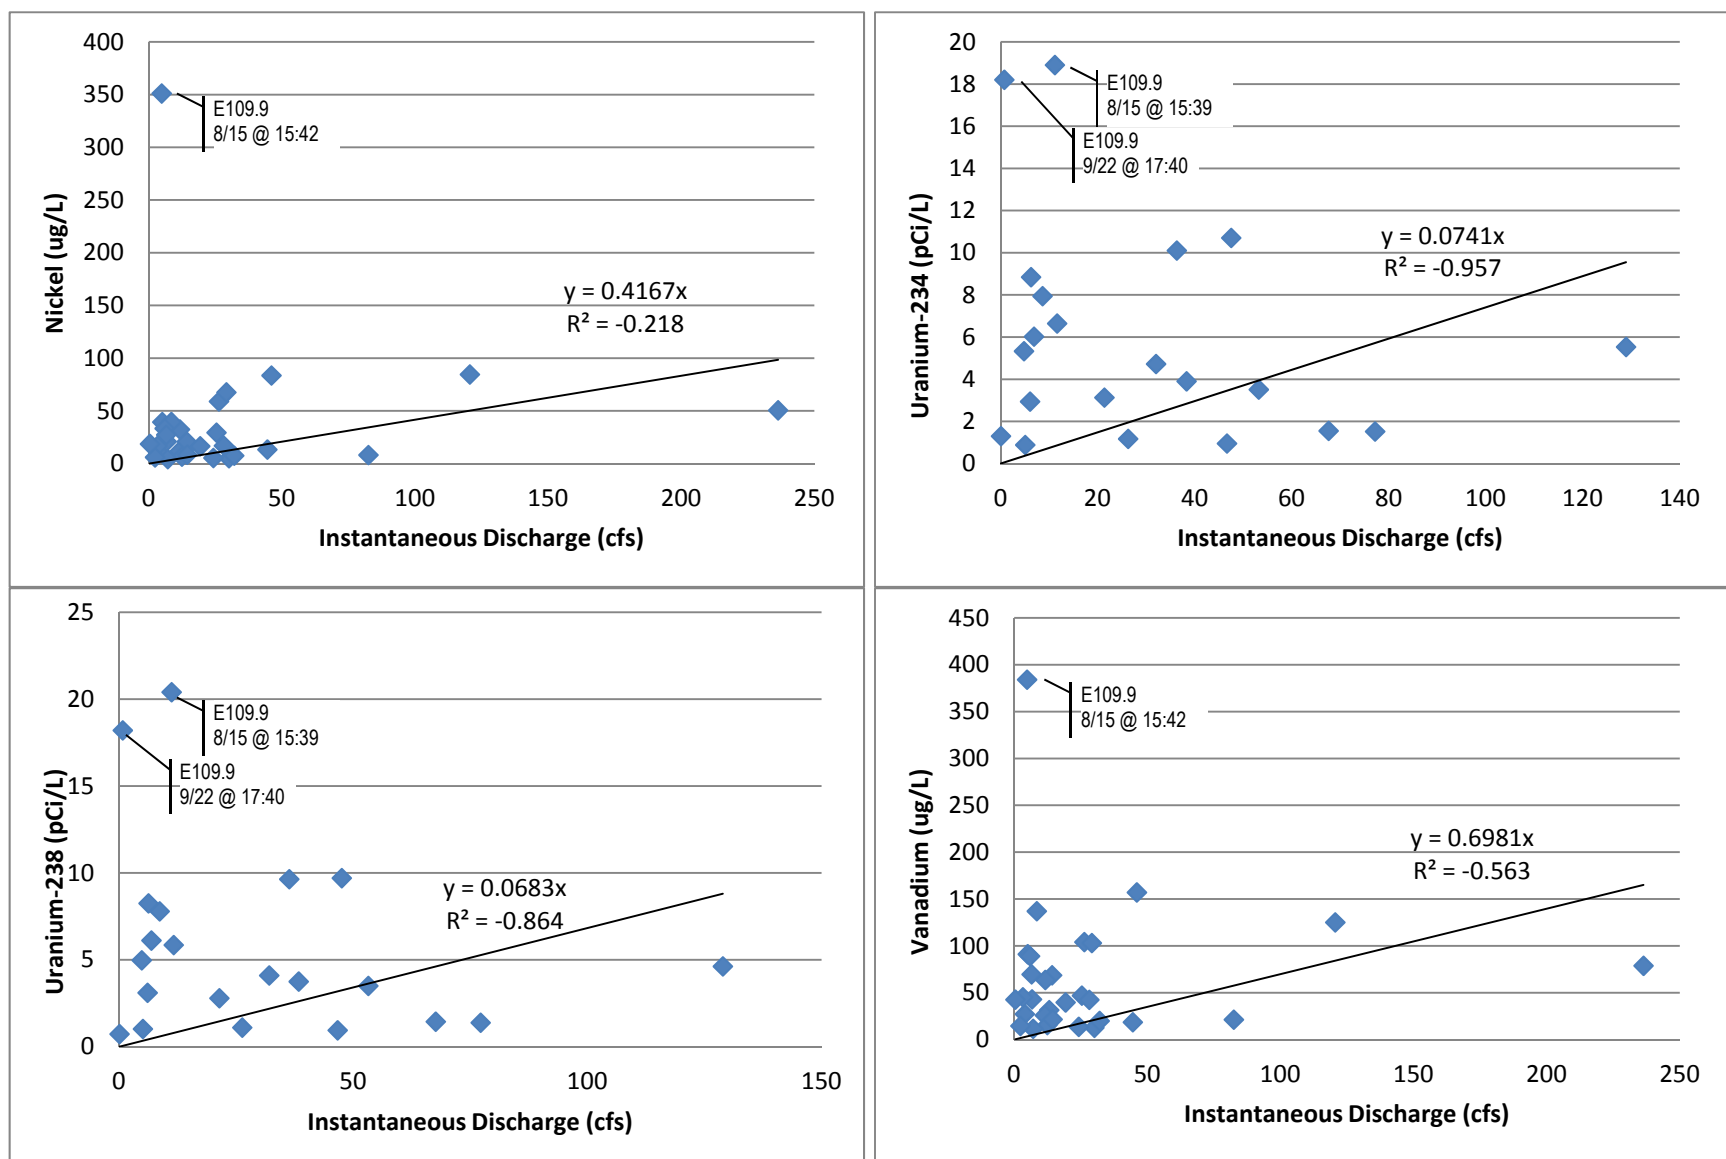 400
350
300
250
200
150
100
50
0
Nickel (ug/L)
E109.9
8/15 @ 15:42
y = 0.4167x
R² = -0.218
0 50 100 150 200 250
Instantaneous Discharge (cfs)
20
18
16
14
12
10
8
6
4
2
0
Uranium-234 (pCi/L)
E109.9
8/15 @ 15:39
E109.9
9/22 @ 17:40
y = 0.0741x
R² = -0.957
0 20 40 60 80 100 120 140
Instantaneous Discharge (cfs)
25
20
15
10
5
0
Uranium-238 (pCi/L)
E109.9
8/15 @ 15:39
E109.9
9/22 @ 17:40
y = 0.0683x
R² = -0.864
0 50 100 150
Instantaneous Discharge (cfs)
450
400
350
300
250
200
150
100
50
0
Vanadium (ug/L)
E109.9
8/15 @ 15:42
y = 0.6981x
R² = -0.563
0 50 100 150 200 250
Instantaneous Discharge (cfs)